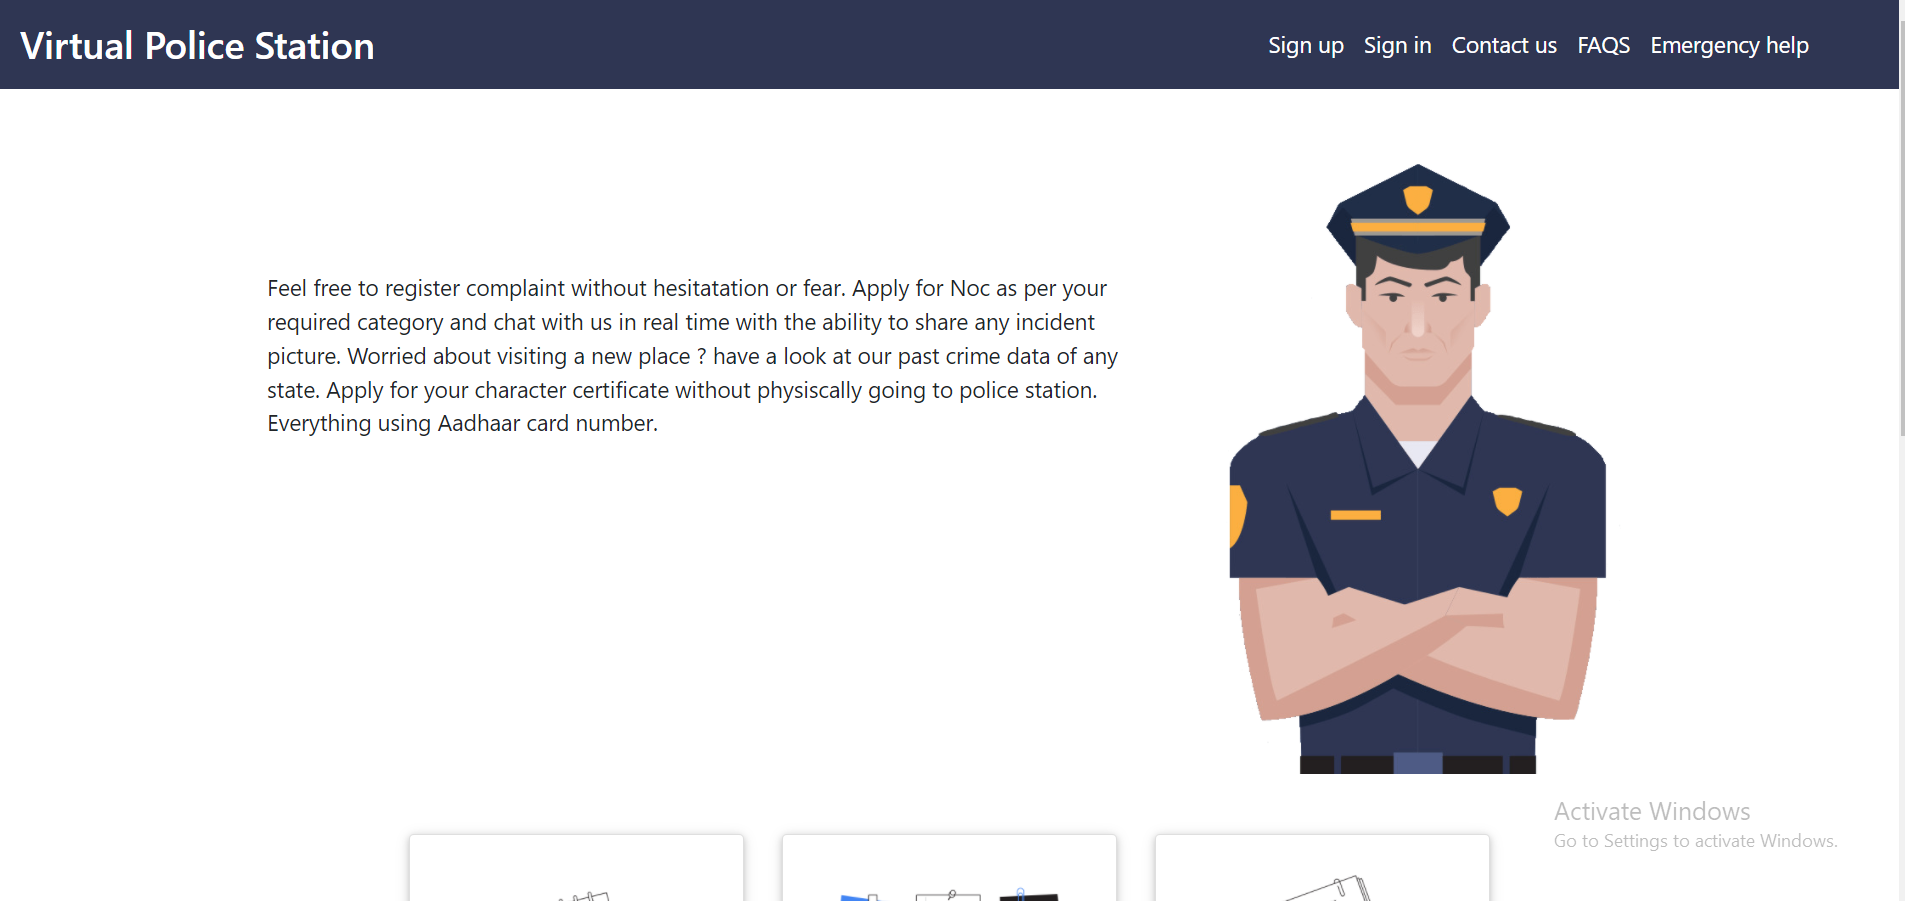 Virtual Police Station
Sign up Sign in Contact us FAQS Emergency help
Feel free to register complaint without hesitatation or fear. Apply for Noc as per your
required category and chat with us in real time with the ability to share any incident
picture. Worried about visiting a new place ? have a look at our past crime data of any
state. Apply for your character certificate without physiscally going to police station.
Everything using Aadhaar card number.
Activate Windows
Go to Settings to activate Windows.